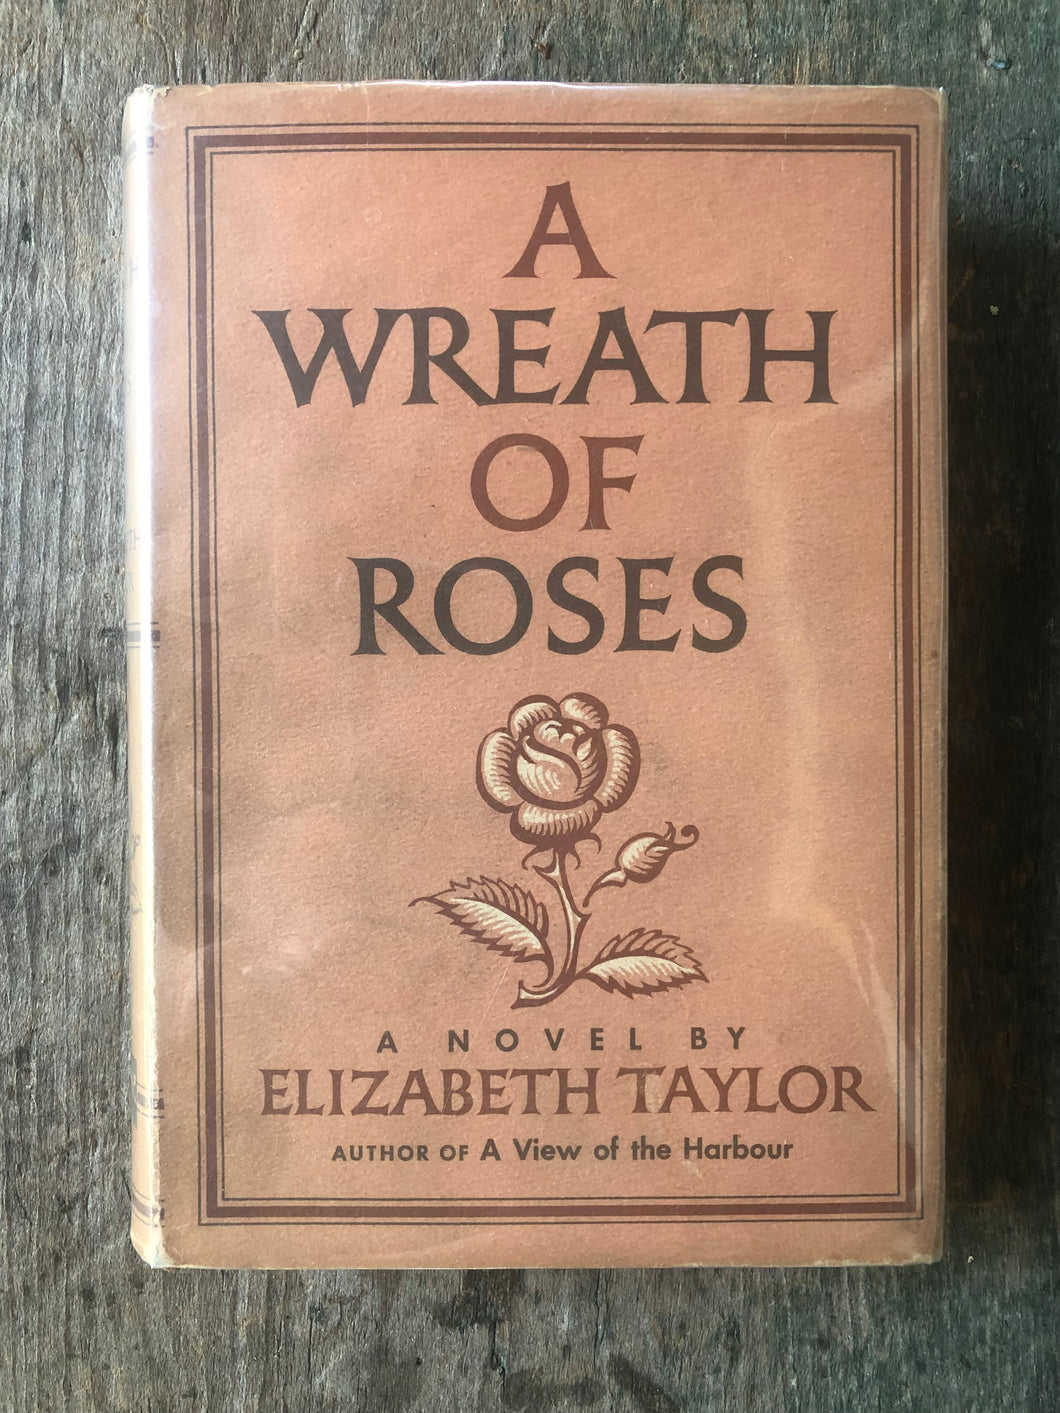 A
WREATH
OF
ROSES
A NOVEL BY
ELIZABETH TAYLOR
AUTHOR OF A View of the Harbour